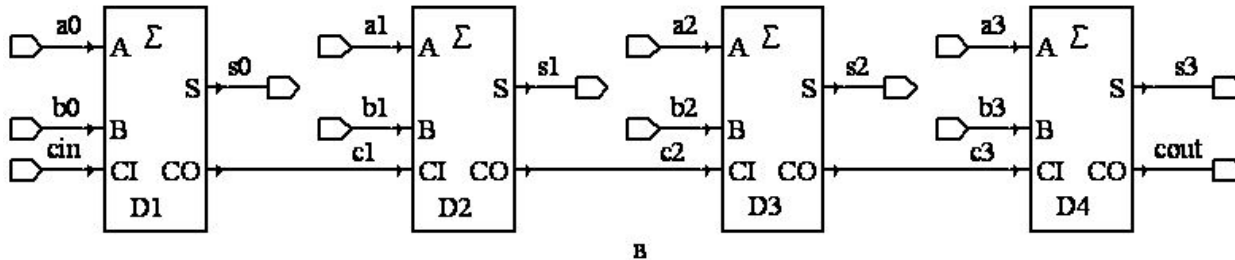 a0 a1 a2 a3
A Σ A Σ A Σ A Σ
s0 s1 s2 s3
S S S S
b0 b1 b2 b3
B B B B
cin c1 c2 c3 cout
CI CO CI CO CI CO CI CO
D1 D2 D3 D4
в